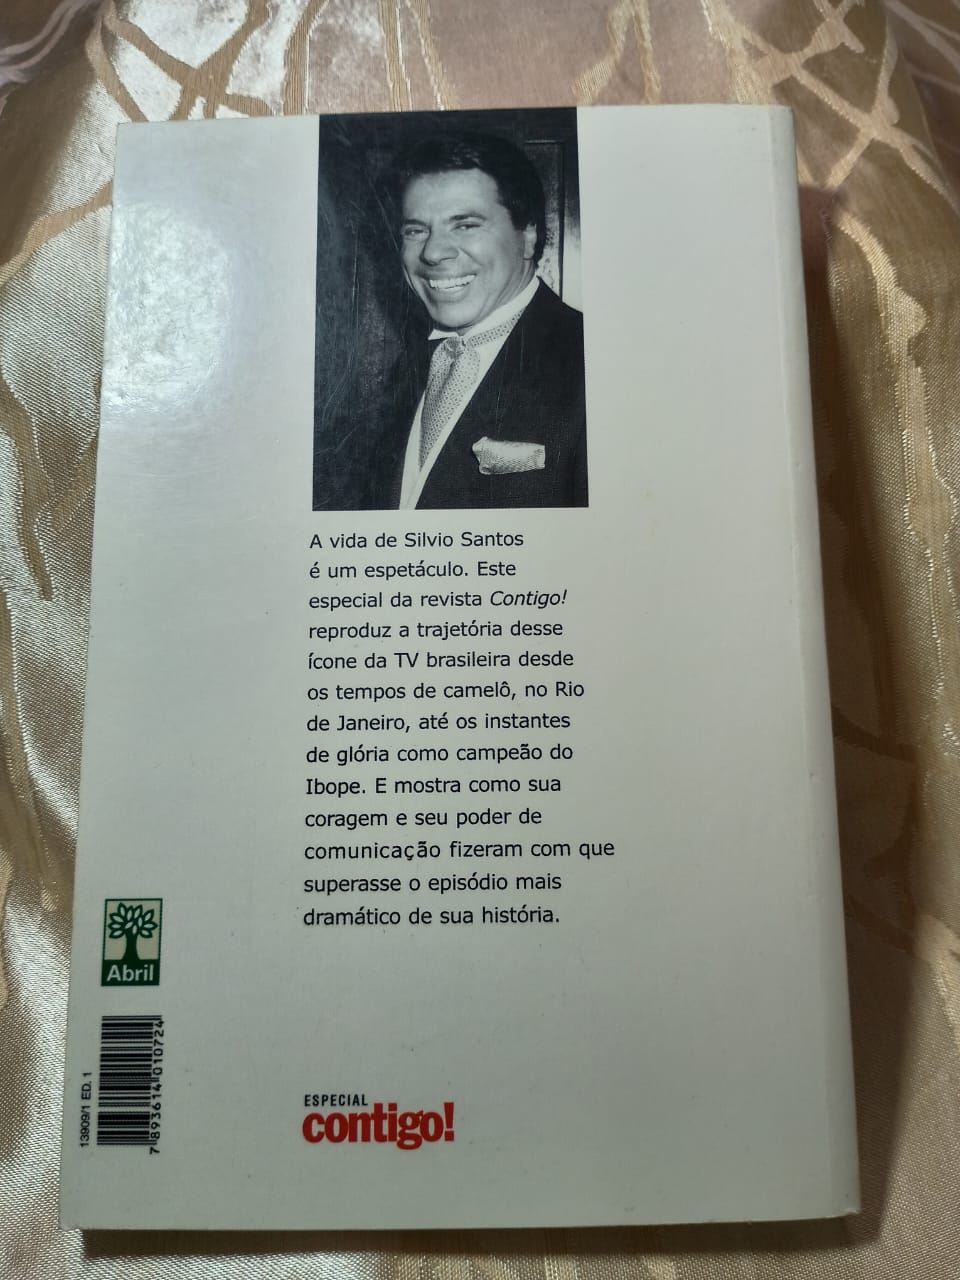 A vida de Silvio Santos
é um espetáculo. Este
especial da revista Contigo!
reproduz a trajetória desse
ícone da TV brasileira desde
os tempos de camelô, no Rio
de Janeiro, até os instantes
de glória como campeão do
Ibope. E mostra como sua
coragem e seu poder de
comunicação fizeram com que
superasse o episódio mais
dramático de sua história.
Abril
13909/1 ED. 1
7 893614 010724
ESPECIAL
contigo!